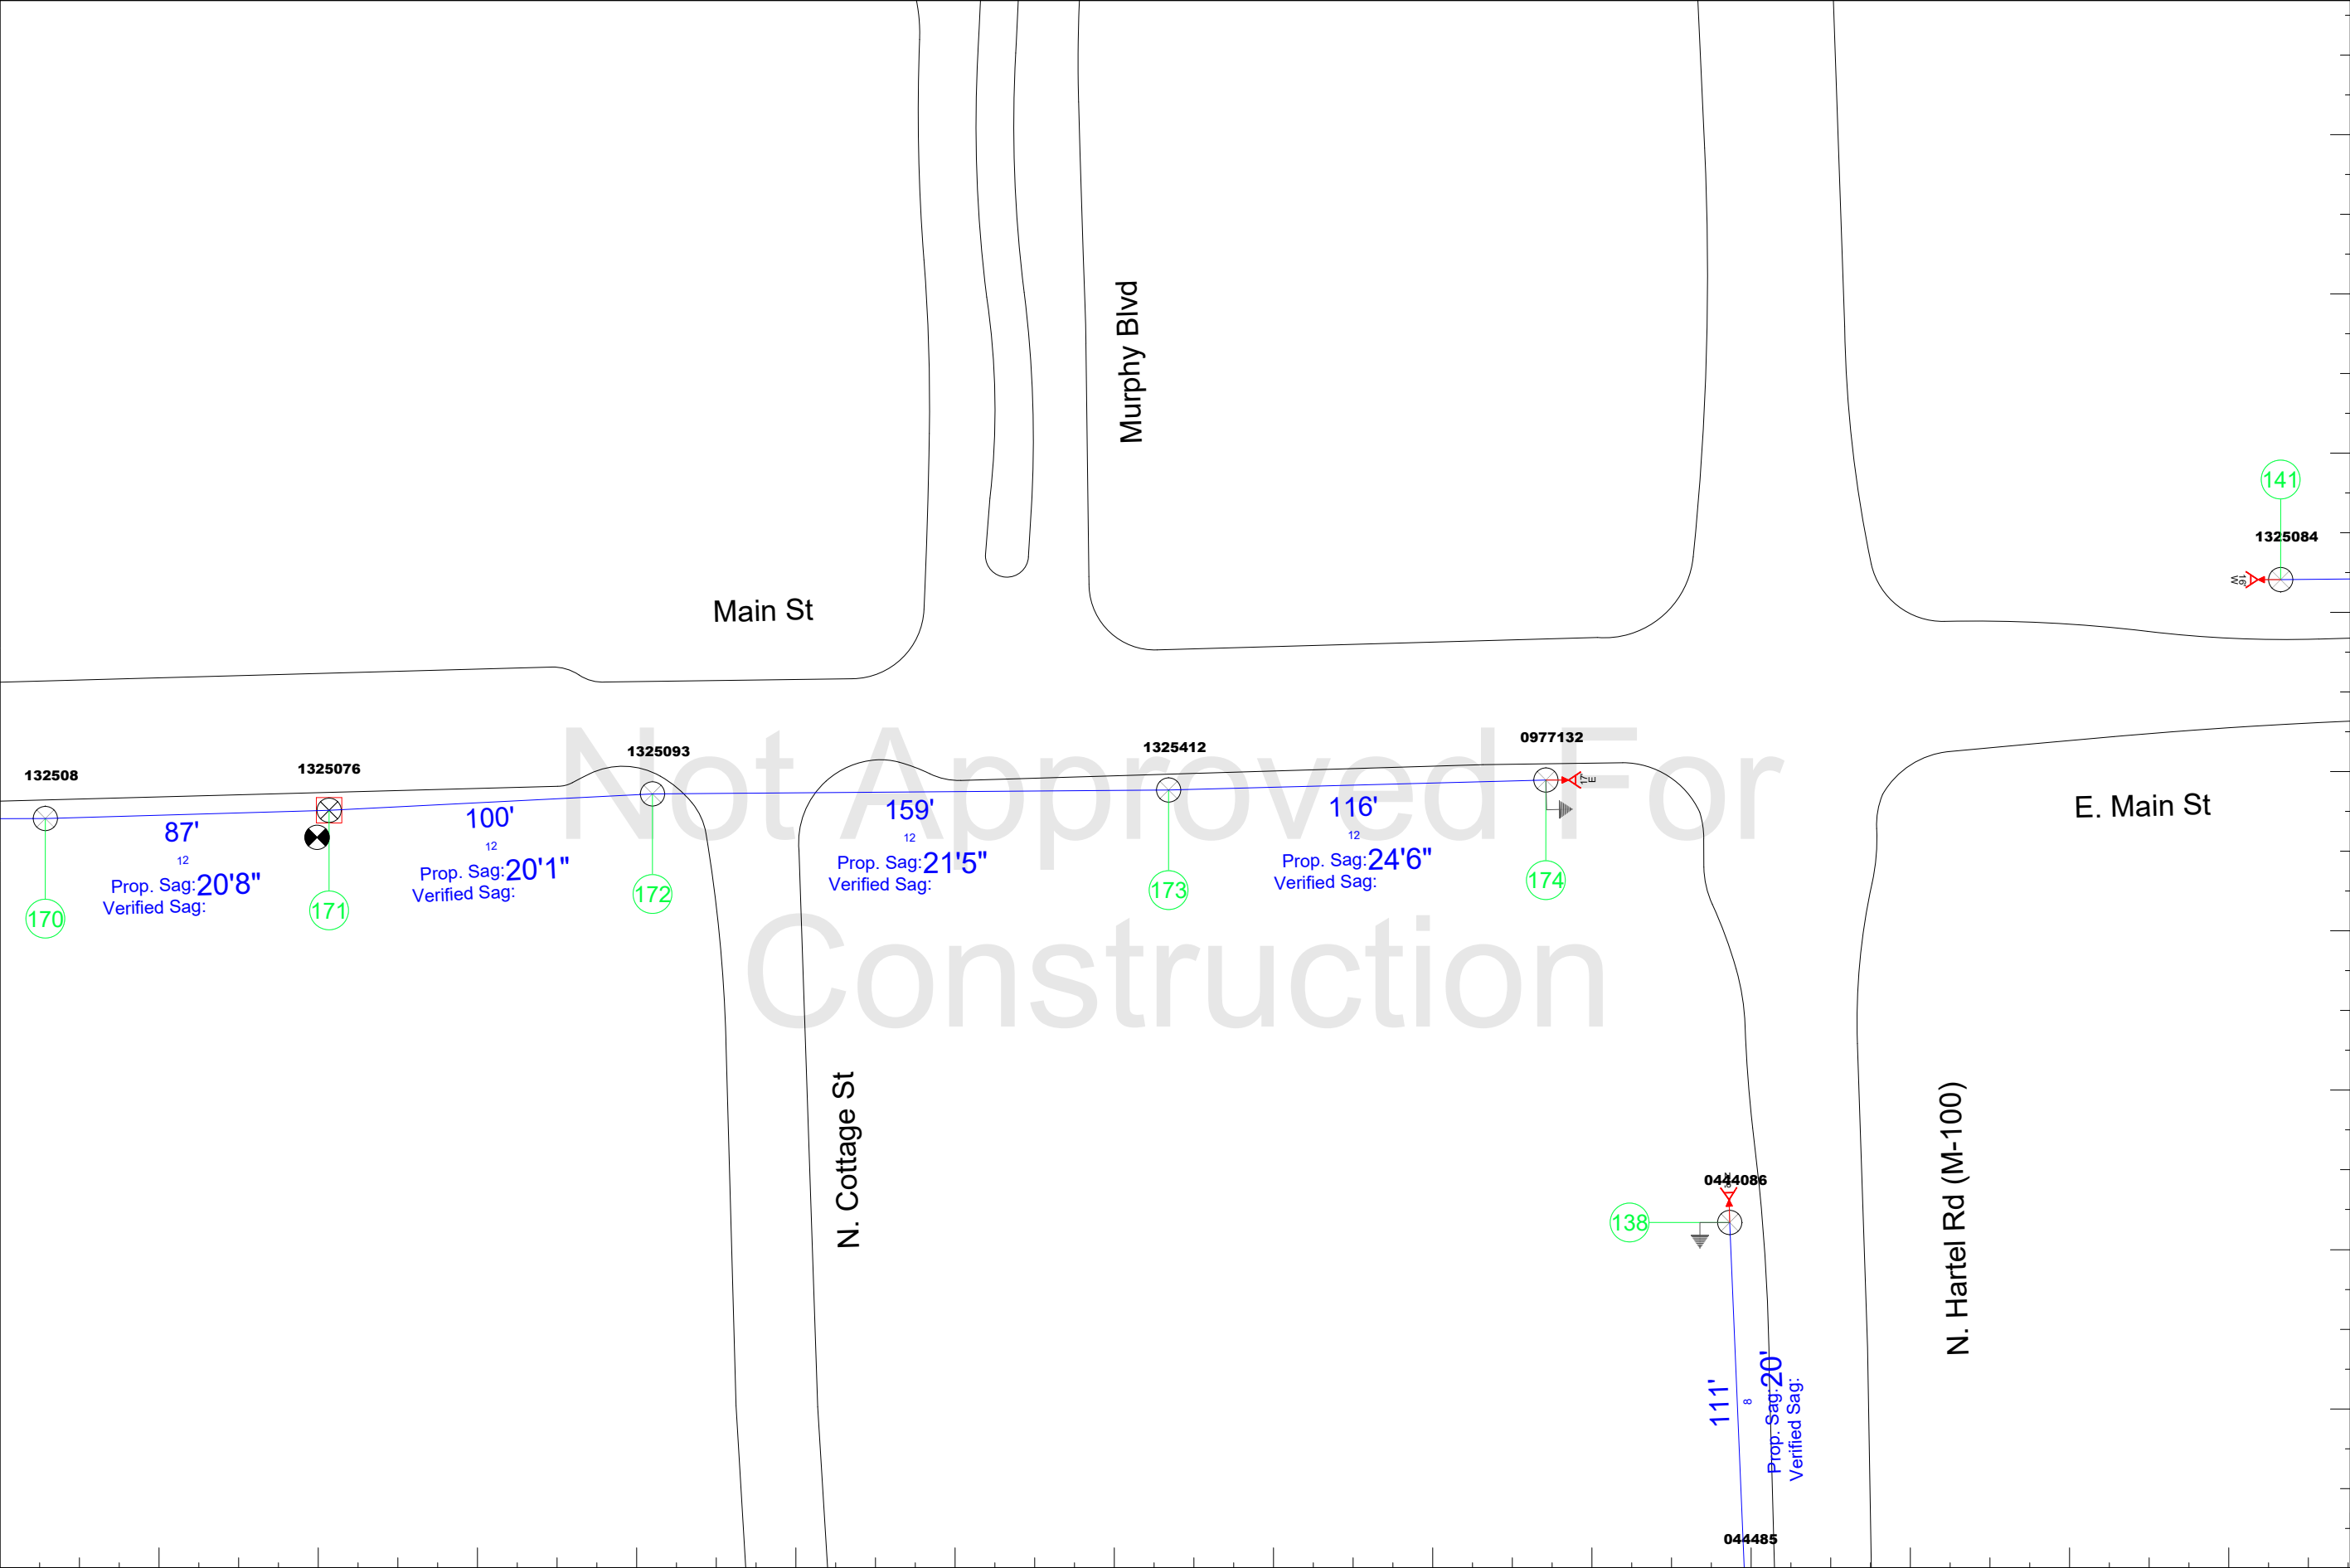 Murphy Blvd
141
1325084
16
W
Main St
Not Approved For
Construction
132508
1325076
1325093
1325412
0977132
17
E
87'
12
Prop. Sag:20'8"
Verified Sag:
100'
12
Prop. Sag:20'1"
Verified Sag:
159'
12
Prop. Sag:21'5"
Verified Sag:
116'
12
Prop. Sag:24'6"
Verified Sag:
170
171
172
173
174
E. Main St
N. Cottage St
N. Hartel Rd (M-100)
0444086
138
111'
8
Prop. Sag:20'
Verified Sag:
044485